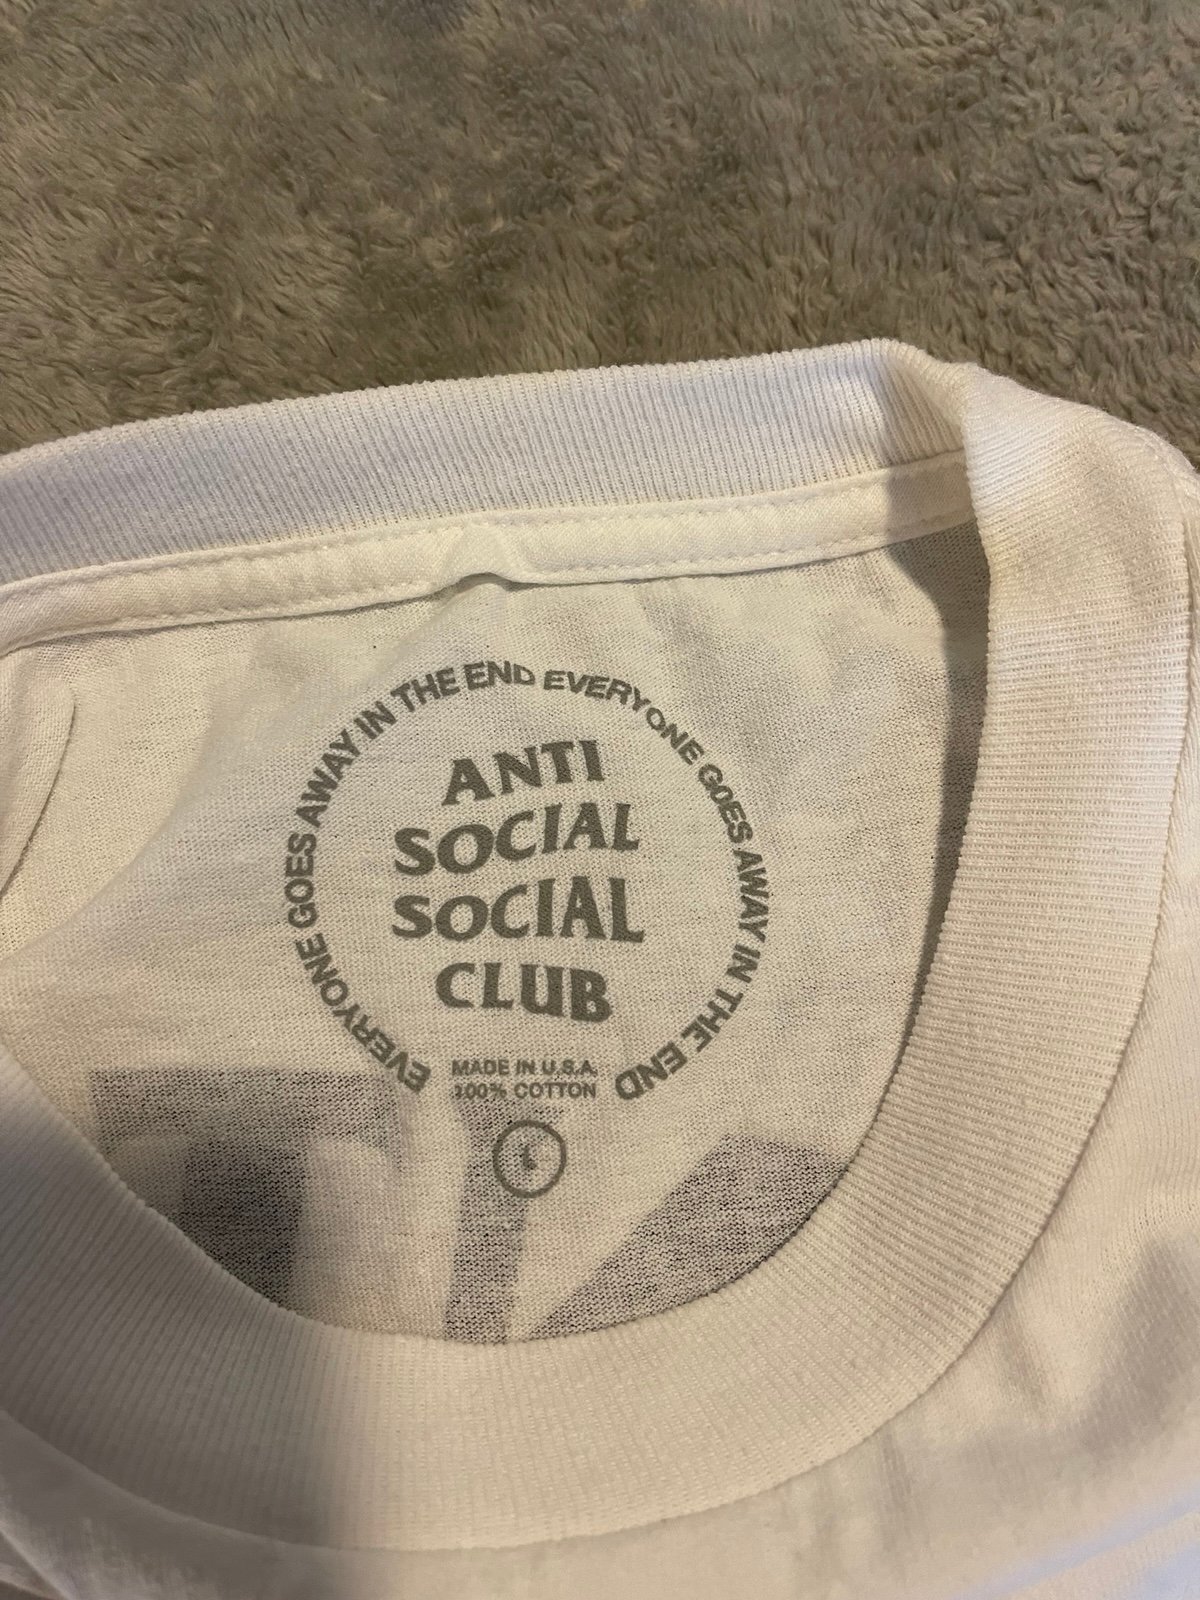 EVERYONE GOES AWAY IN THE END EVERYONE GOES AWAY IN THE END
ANTI
SOCIAL
SOCIAL
CLUB
MADE IN U.S.A.
100% COTTON
L